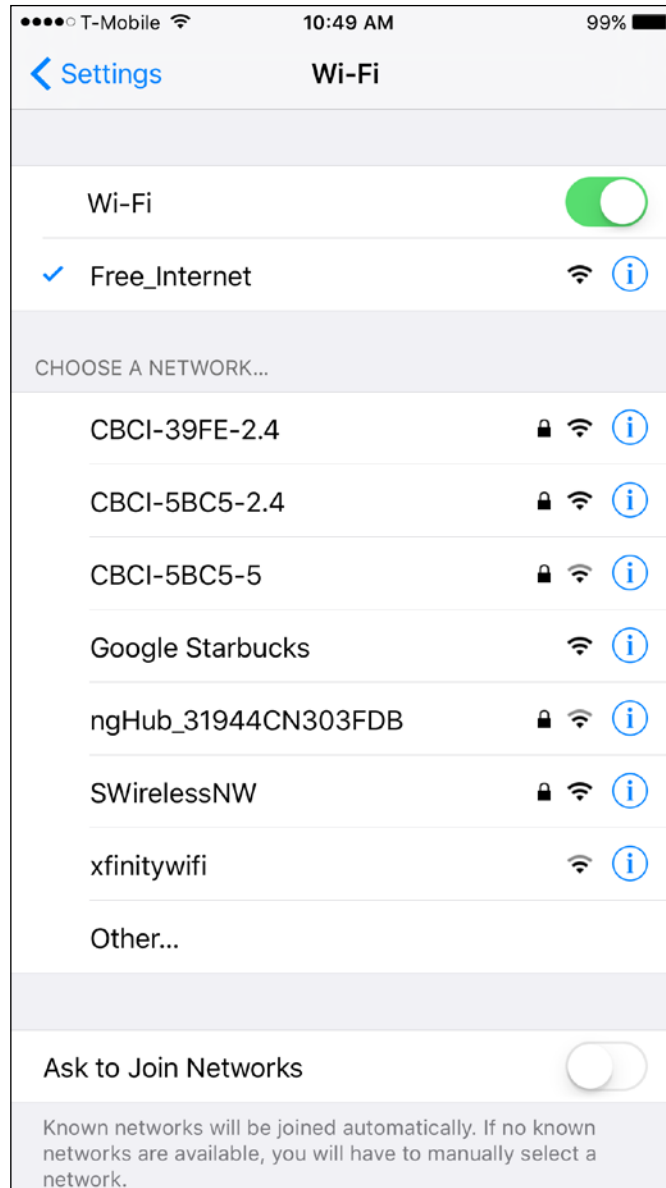 T-Mobile 10:49 AM 99%
Settings Wi-Fi
Wi-Fi
Free_Internet
CHOOSE A NETWORK...
CBCI-39FE-2.4
CBCI-5BC5-2.4
CBCI-5BC5-5
Google Starbucks
ngHub_31944CN303FDB
SWirelessNW
xfinitywifi
Other...
Ask to Join Networks
Known networks will be joined automatically. If no known
networks are available, you will have to manually select a
network.